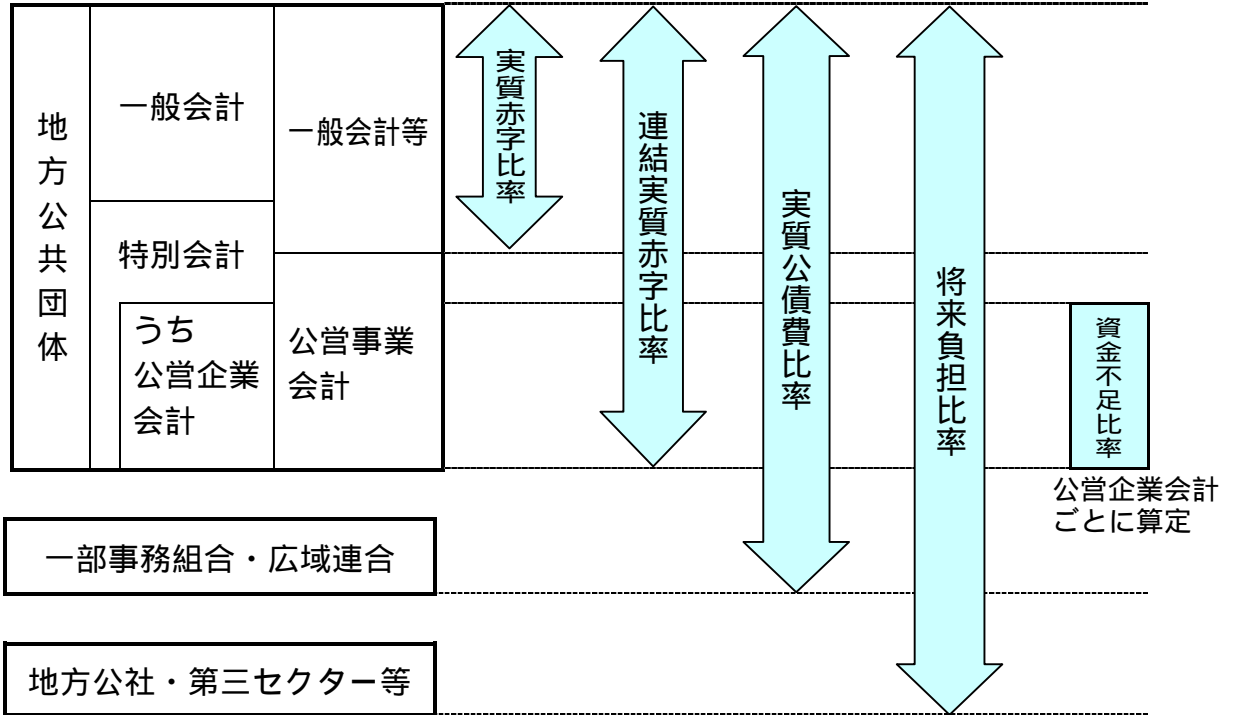 地方公共団体
一般会計
特別会計
うち
公営企業
会計
一般会計等
公営事業
会計
実質赤字比率
連結実質赤字比率
実質公債費比率
将来負担比率
資金不足比率
公営企業会計
ごとに算定
一部事務組合・広域連合
地方公社・第三セクター等